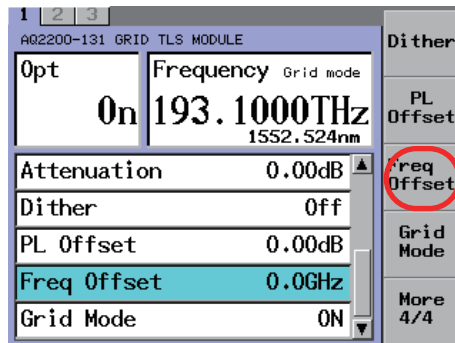 1 2 3
AQ2200-131 GRID TLS MODULE
Opt
On
Frequency Grid mode
193.1000THz
1552.524nm
Attenuation 0.00dB
Dither Off
PL Offset 0.00dB
Freq Offset 0.0GHz
Grid Mode ON
Dither
PL
Offset
Freq
Offset
Grid
Mode
More
4/4